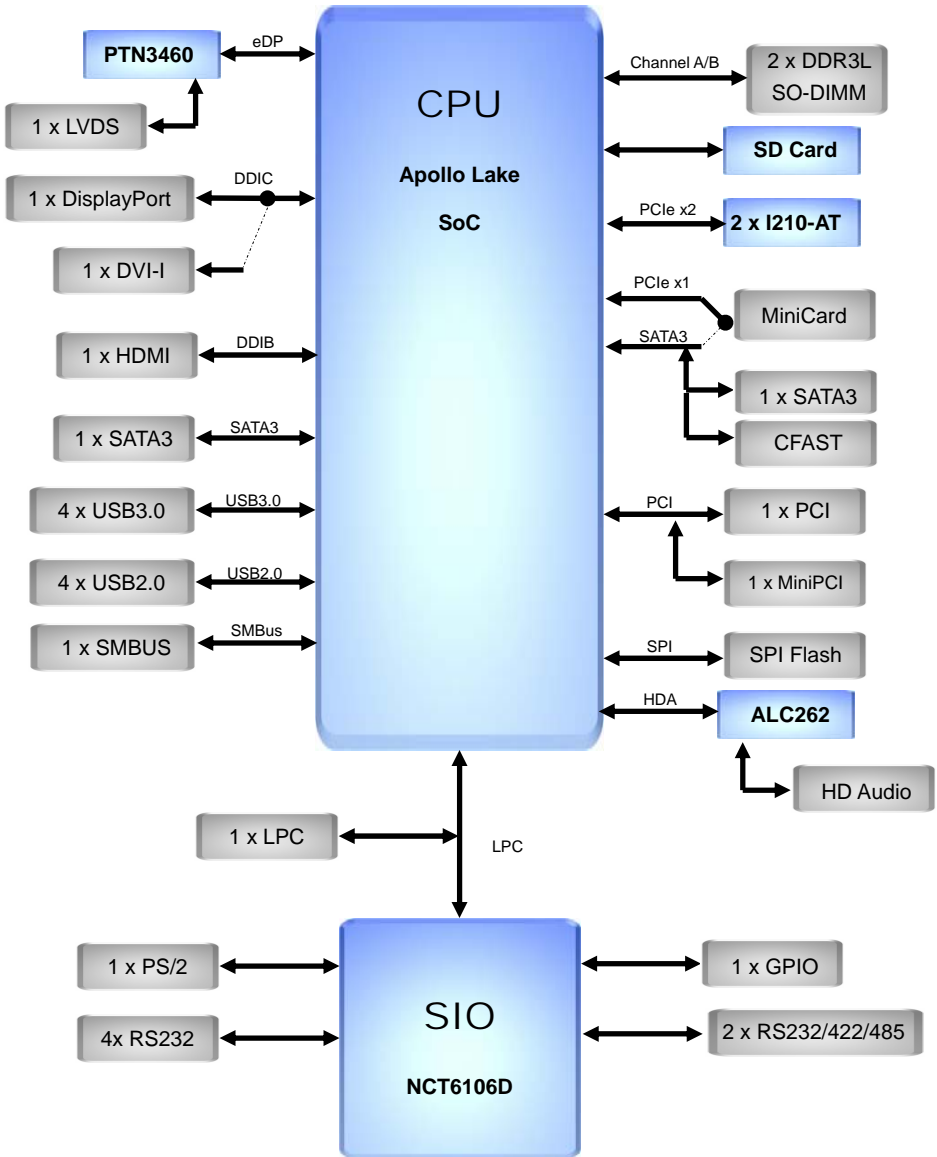 PTN3460
eDP
1 x LVDS
1 x DisplayPort
DDIC
1 x DVI-I
1 x HDMI
DDIB
1 x SATA3
SATA3
4 x USB3.0
USB3.0
4 x USB2.0
USB2.0
1 x SMBUS
SMBus
CPU
Apollo Lake
SoC
Channel A/B
2 x DDR3L
SO-DIMM
SD Card
PCIe x2
2 x I210-AT
PCIe x1
MiniCard
SATA3
1 x SATA3
CFAST
PCI
1 x PCI
1 x MiniPCI
SPI
SPI Flash
HDA
ALC262
HD Audio
1 x LPC
LPC
1 x PS/2
4x RS232
SIO
NCT6106D
1 x GPIO
2 x RS232/422/485